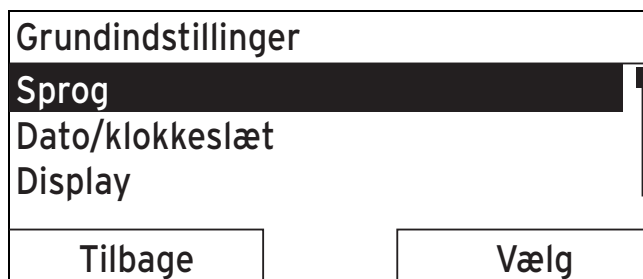 Grundindstillinger
Sprog
Dato/klokkeslæt
Display
Tilbage Vælg